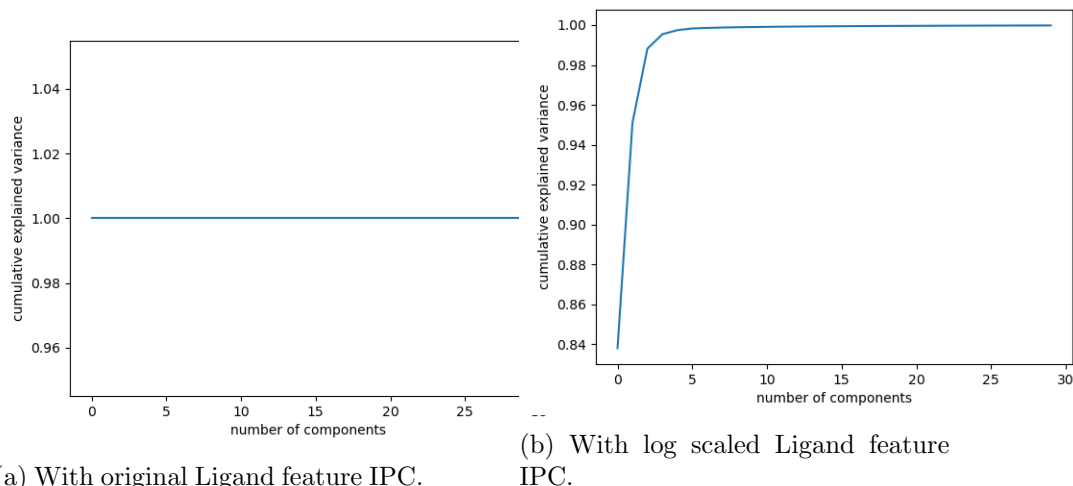 1.04
1.02
1.00
0.98
0.96
cumulative explained variance
0 5 10 15 20 25
number of components
a) With original Ligand feature IPC.
1.00
0.98
0.96
0.94
0.92
0.90
0.88
0.86
0.84
cumulative explained variance
0 5 10 15 20 25 30
number of components
(b) With log scaled Ligand feature
IPC.